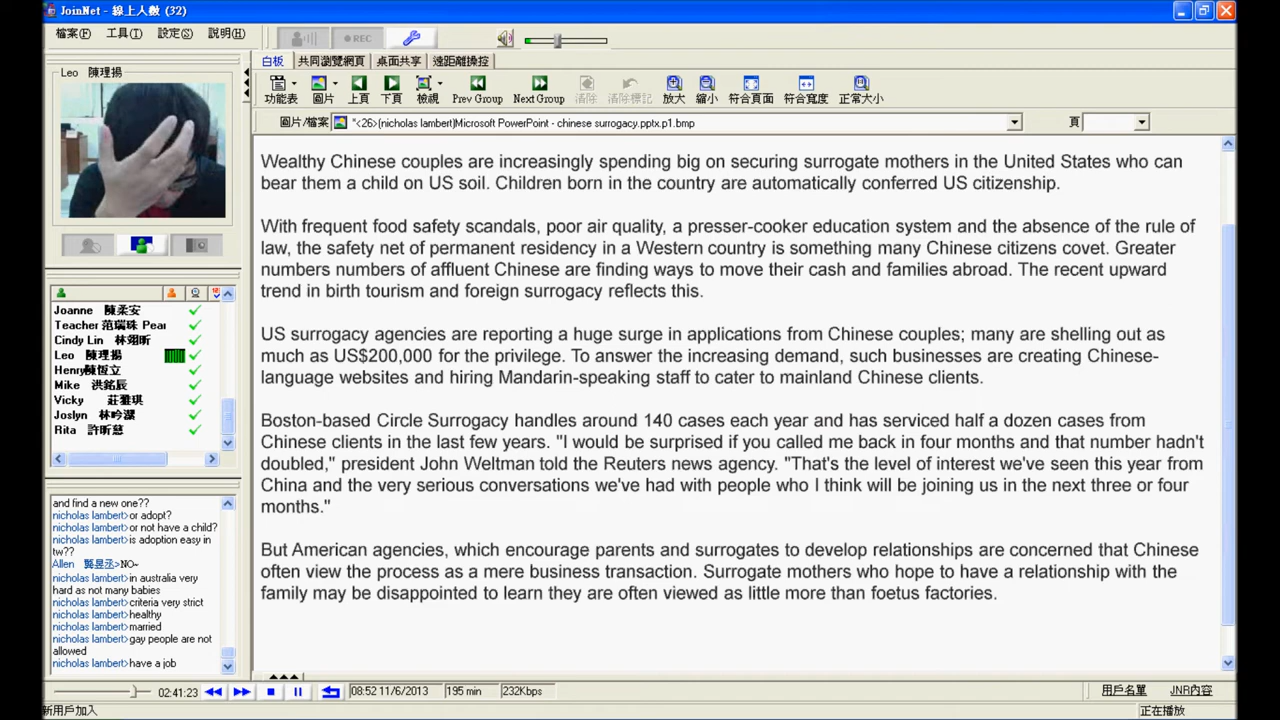 JoinNet - 線上人數 (32)
檔案(F) 工具(T) 設定(S) 說明(H)
REC
Leo 陳理揚
白板 共同瀏覽網頁 桌面共享 遠距離操控
功能表 圖片 上頁 下頁 檢視 Prev Group Next Group 清除 清除標記 放大 縮小 符合頁面 符合寬度 正常大小
圖片/檔案 "<26>(nicholas lambert)Microsoft PowerPoint - chinese surrogacy.pptx.p1.bmp 頁
Wealthy Chinese couples are increasingly spending big on securing surrogate mothers in the United States who can
bear them a child on US soil. Children born in the country are automatically conferred US citizenship.
With frequent food safety scandals, poor air quality, a presser-cooker education system and the absence of the rule of
law, the safety net of permanent residency in a Western country is something many Chinese citizens covet. Greater
numbers numbers of affluent Chinese are finding ways to move their cash and families abroad. The recent upward
trend in birth tourism and foreign surrogacy reflects this.
US surrogacy agencies are reporting a huge surge in applications from Chinese couples; many are shelling out as
much as US$200,000 for the privilege. To answer the increasing demand, such businesses are creating Chinese-
language websites and hiring Mandarin-speaking staff to cater to mainland Chinese clients.
Boston-based Circle Surrogacy handles around 140 cases each year and has serviced half a dozen cases from
Chinese clients in the last few years. "I would be surprised if you called me back in four months and that number hadn't
doubled," president John Weltman told the Reuters news agency. "That's the level of interest we've seen this year from
China and the very serious conversations we've had with people who I think will be joining us in the next three or four
months."
But American agencies, which encourage parents and surrogates to develop relationships are concerned that Chinese
often view the process as a mere business transaction. Surrogate mothers who hope to have a relationship with the
family may be disappointed to learn they are often viewed as little more than foetus factories.
Joanne 陳柔安
Teacher 范瑞珠 Pear
Cindy Lin 林翊昕
Leo 陳理揚
Henry陳恆立
Mike 洪銘辰
Vicky 莊雅琪
Joslyn 林吟潔
Rita 許昕慈
and find a new one??
nicholas lambert>or adopt?
nicholas lambert>or not have a child?
nicholas lambert>is adoption easy in
tw??
Allen 龔昱丞>NO~
nicholas lambert>in australia very
hard as not many babies
nicholas lambert>criteria very strict
nicholas lambert>healthy
nicholas lambert>married
nicholas lambert>gay people are not
allowed
nicholas lambert>have a job
02:41:23 08:52 11/6/2013 195 min 232Kbps 用戶名單 JNR內容
新用戶加入 正在播放